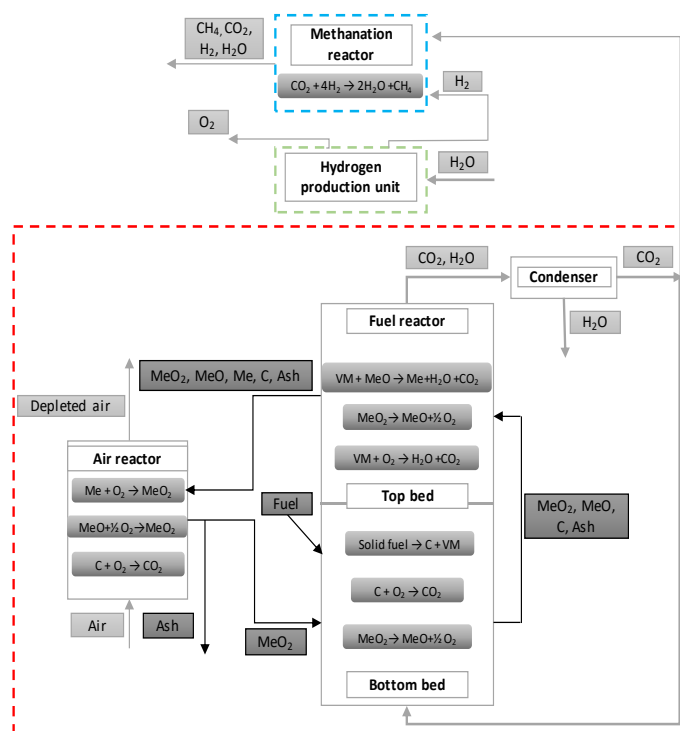 CH₄, CO₂,
H₂, H₂O
Methanation
reactor
CO₂ + 4H₂ → 2H₂O +CH₄
H₂
O₂
Hydrogen
production unit
H₂O
CO₂, H₂O
Condenser
CO₂
H₂O
Fuel reactor
MeO₂, MeO, Me, C, Ash
VM + MeO → Me+H₂O +CO₂
Depleted air
MeO₂→ MeO+½ O₂
Air reactor
VM + O₂ → H₂O +CO₂
Me + O₂→ MeO₂
Fuel
Top bed
MeO₂, MeO,
C, Ash
MeO+½ O₂→MeO₂
Solid fuel → C + VM
C + O₂ → CO₂
C + O₂ → CO₂
Air
Ash
MeO₂
MeO₂→ MeO+½ O₂
Bottom bed